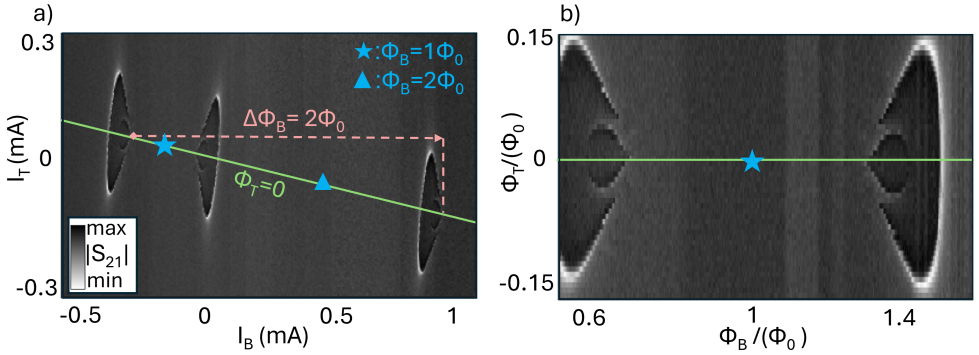 a)
0.3
0
-0.3
I_T (mA)
★:Φ_B=1Φ_0
▲:Φ_B=2Φ_0
ΔΦ_B= 2Φ_0
Φ_T=0
max
|S_21|
min
-0.5 0 0.5 1
I_B (mA)
b)
0.15
0
-0.15
Φ_T/(Φ_0)
0.6 1 1.4
Φ_B/(Φ_0)